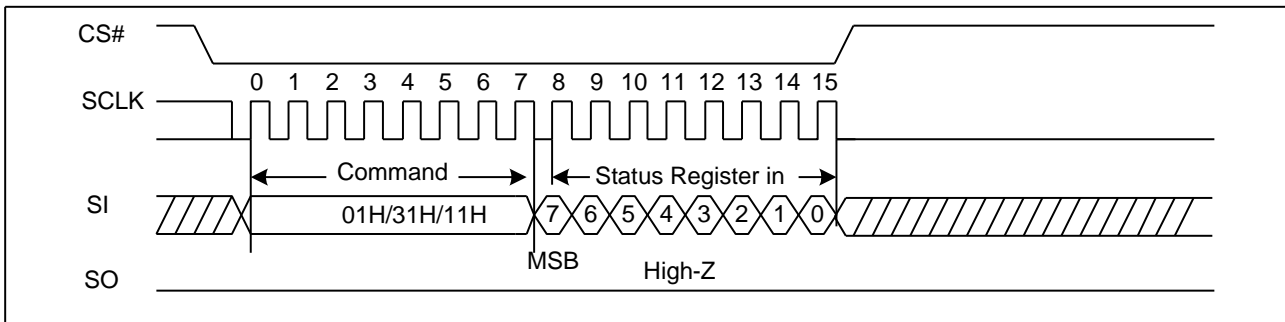 CS#
0 1 2 3 4 5 6 7 8 9 10 11 12 13 14 15
SCLK
Command Status Register in
SI 01H/31H/11H 7 6 5 4 3 2 1 0
MSB High-Z
SO